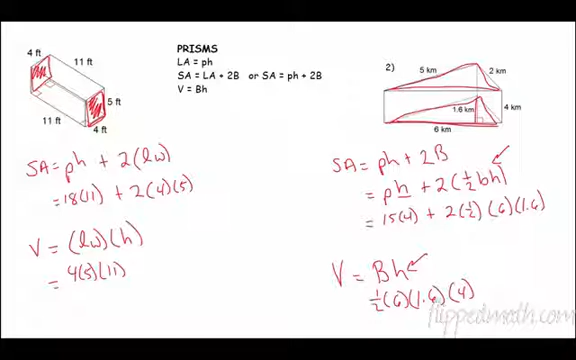 4 ft
11 ft
5 ft
11 ft
4 ft
PRISMS
LA = ph
SA = LA + 2B or SA = ph + 2B
V = Bh
2)
5 km
2 km
1.6 km
4 km
6 km
SA = ph + 2(lw)
= 18(11) + 2(4)(5)
V = (lw)(h)
= 4(5)(11)
SA = ph + 2B
= ph + 2(½bh)
= 15(4) + 2(½)(6)(1.6)
V = Bh
½(6)(1.6)(4)
flippedmath.com